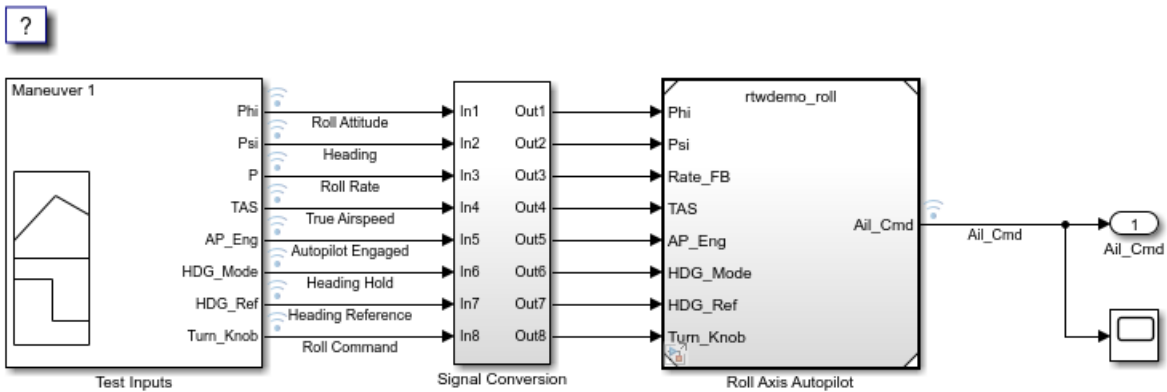 ?
Maneuver 1
Phi
Psi
P
TAS
AP_Eng
HDG_Mode
HDG_Ref
Turn_Knob
Test Inputs
Roll Attitude
Heading
Roll Rate
True Airspeed
Autopilot Engaged
Heading Hold
Heading Reference
Roll Command
In1 Out1
In2 Out2
In3 Out3
In4 Out4
In5 Out5
In6 Out6
In7 Out7
In8 Out8
Signal Conversion
rtwdemo_roll
Phi
Psi
Rate_FB
TAS
AP_Eng
HDG_Mode
HDG_Ref
Turn_Knob
Ail_Cmd
Roll Axis Autopilot
Ail_Cmd
1
Ail_Cmd